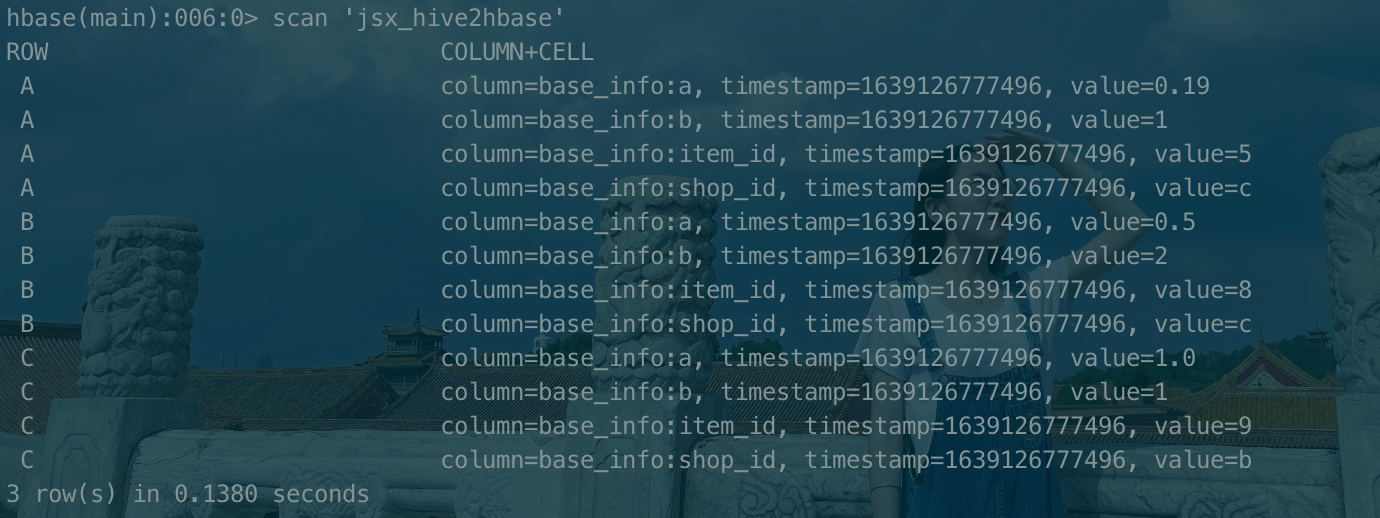 hbase(main):006:0> scan 'jsx_hive2hbase'
ROW COLUMN+CELL
A column=base_info:a, timestamp=1639126777496, value=0.19
A column=base_info:b, timestamp=1639126777496, value=1
A column=base_info:item_id, timestamp=1639126777496, value=5
A column=base_info:shop_id, timestamp=1639126777496, value=c
B column=base_info:a, timestamp=1639126777496, value=0.5
B column=base_info:b, timestamp=1639126777496, value=2
B column=base_info:item_id, timestamp=1639126777496, value=8
B column=base_info:shop_id, timestamp=1639126777496, value=c
C column=base_info:a, timestamp=1639126777496, value=1.0
C column=base_info:b, timestamp=1639126777496, value=1
C column=base_info:item_id, timestamp=1639126777496, value=9
C column=base_info:shop_id, timestamp=1639126777496, value=b
3 row(s) in 0.1380 seconds